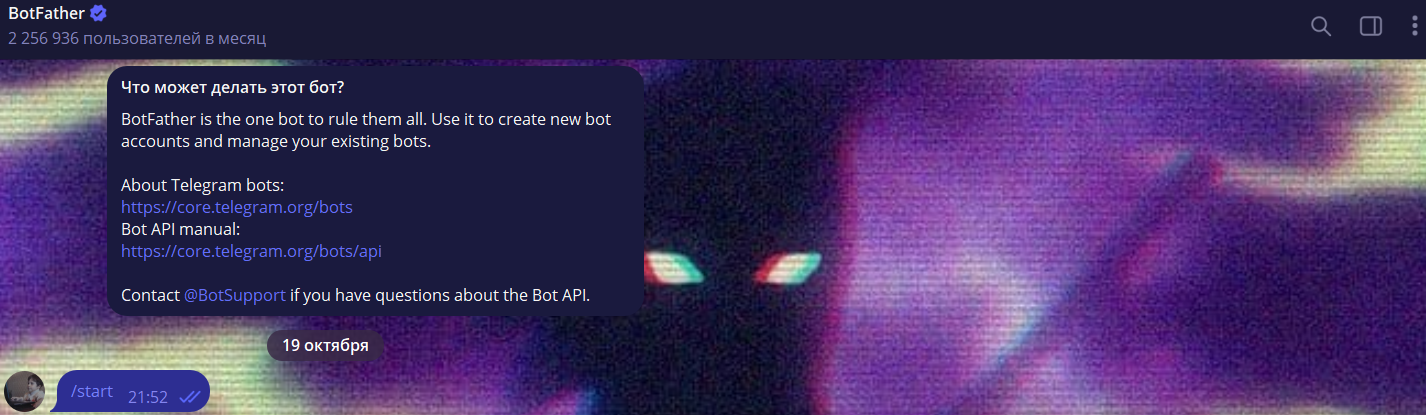 BotFather
2 256 936 пользователей в месяц
Что может делать этот бот?
BotFather is the one bot to rule them all. Use it to create new bot
accounts and manage your existing bots.
About Telegram bots:
https://core.telegram.org/bots
Bot API manual:
https://core.telegram.org/bots/api
Contact @BotSupport if you have questions about the Bot API.
19 октября
/start 21:52